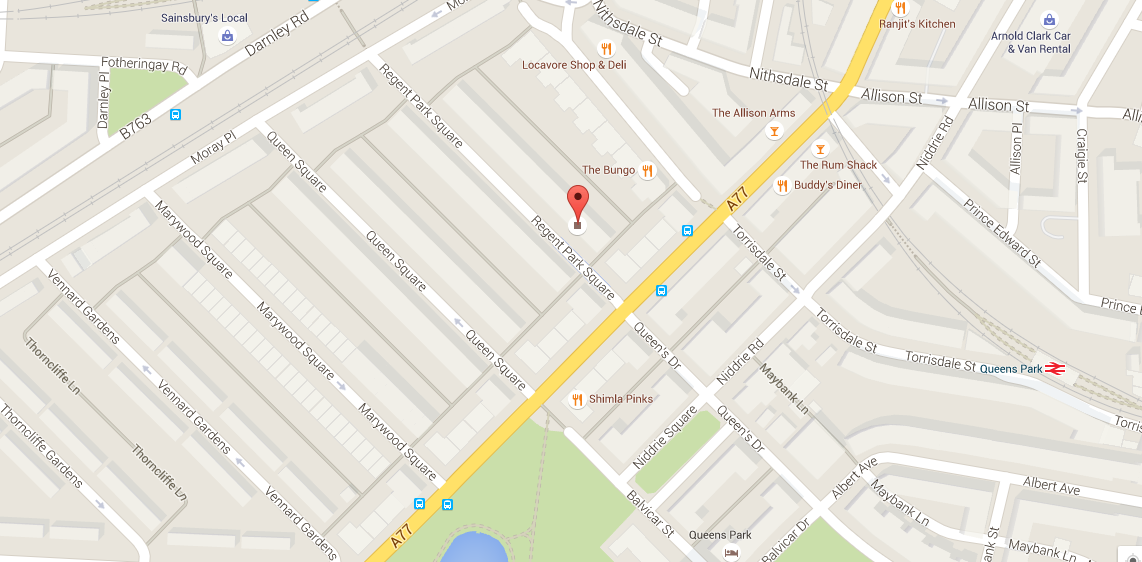 Sainsbury's Local
Darnley Rd
Mo
Nithsdale St
Ranjit's Kitchen
Arnold Clark Car
& Van Rental
Fotheringay Rd
Locavore Shop & Deli
Nithsdale St
Allison St
Allison St
Darnley Pl
B763
Regent Park Square
The Allison Arms
Niddrie Rd
Allison Pl
Craigie St
Moray Pl
Queen Square
The Bungo
The Rum Shack
Buddy's Diner
A77
Marywood Square
Regent Park Square
Torrisdale St
Prince Edward St
Queen Square
Vennard Gardens
Marywood Square
Queen Square
Queen's Dr
Torrisdale St
Prince E
Torrisdale St
Queens Park
Niddrie Rd
Maybank Ln
Thorncliffe Ln
Vennard Gardens
Marywood Square
Shimla Pinks
Niddrie Square
Queen's Dr
Torris
Thorncliffe Gardens
Thorncliffe Ln
Vennard Gardens
Balvicar St
Albert Ave
Albert Ave
Maybank Ln
A77
Queens Park
Balvicar Dr
ank St
Maybank Ln